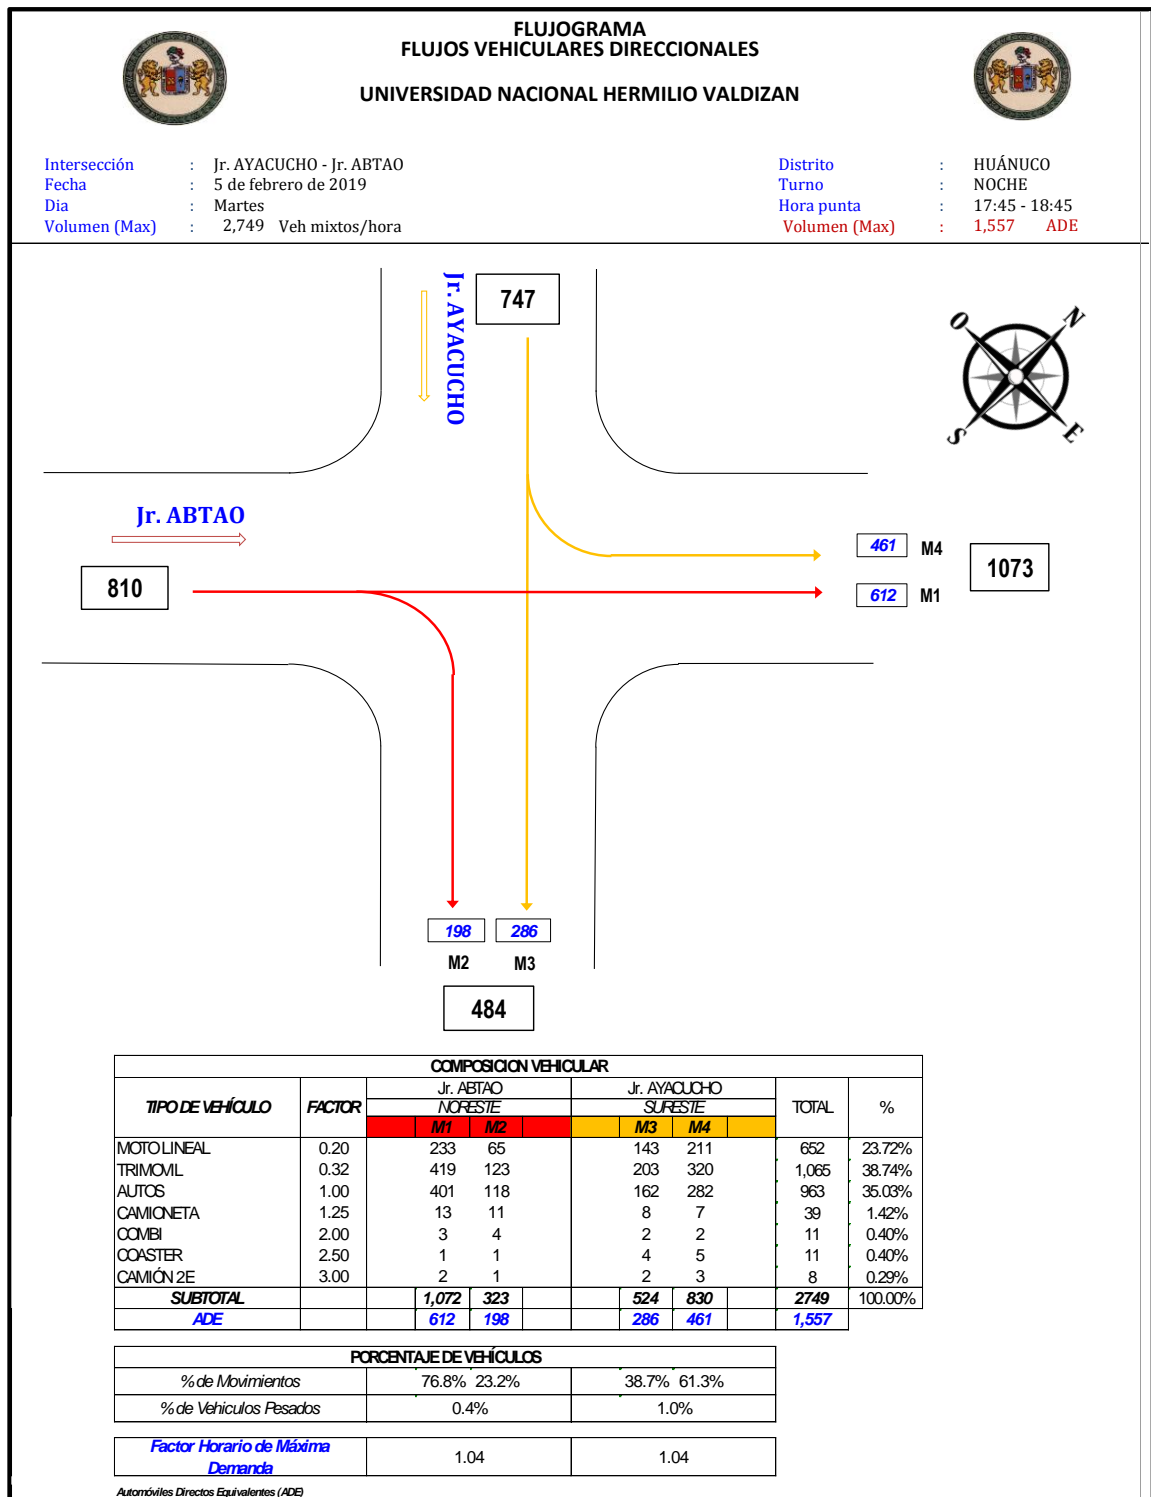 FLUJOGRAMA
FLUJOS VEHICULARES DIRECCIONALES
UNIVERSIDAD NACIONAL HERMILIO VALDIZAN
Intersección : Jr. AYACUCHO - Jr. ABTAO Distrito : HUÁNUCO
Fecha : 5 de febrero de 2019 Turno : NOCHE
Dia : Martes Hora punta : 17:45 - 18:45
Volumen (Max) : 2,749 Veh mixtos/hora Volumen (Max) : 1,557 ADE
Jr. AYACUCHO
747
O N
S E
Jr. ABTAO
461 M4
1073
810
612 M1
198 286
M2 M3
484
COMPOSICION VEHICULAR
TIPO DE VEHÍCULO FACTOR Jr. ABTAO Jr. AYACUCHO TOTAL %
NORESTE SURESTE
M1 M2 M3 M4
MOTO LINEAL 0.20 233 65 143 211 652 23.72%
TRIMOVIL 0.32 419 123 203 320 1,065 38.74%
AUTOS 1.00 401 118 162 282 963 35.03%
CAMIONETA 1.25 13 11 8 7 39 1.42%
COMBI 2.00 3 4 2 2 11 0.40%
COASTER 2.50 1 1 4 5 11 0.40%
CAMIÓN 2E 3.00 2 1 2 3 8 0.29%
SUBTOTAL 1,072 323 524 830 2749 100.00%
ADE 612 198 286 461 1,557
PORCENTAJE DE VEHÍCULOS
% de Movimientos 76.8% 23.2% 38.7% 61.3%
% de Vehiculos Pesados 0.4% 1.0%
Factor Horario de Máxima
Demanda 1.04 1.04
Automóviles Directos Equivalentes (ADE)